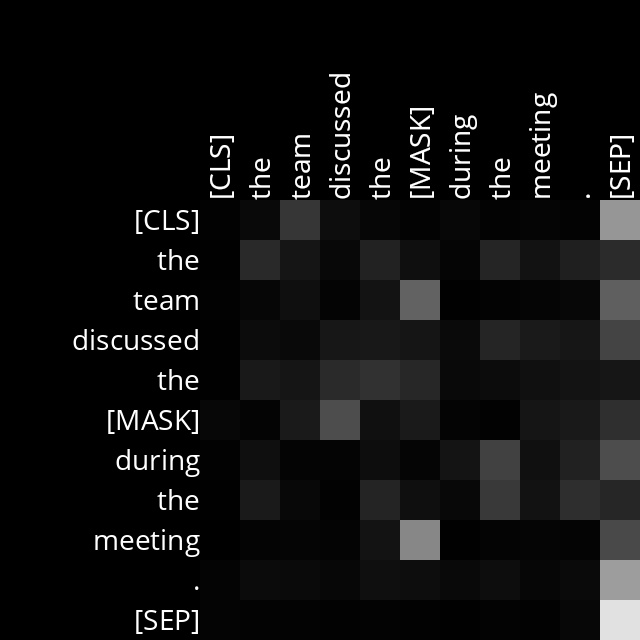 [CLS] the team discussed the [MASK] during the meeting . [SEP]
[CLS]
the
team
discussed
the
[MASK]
during
the
meeting
.
[SEP]